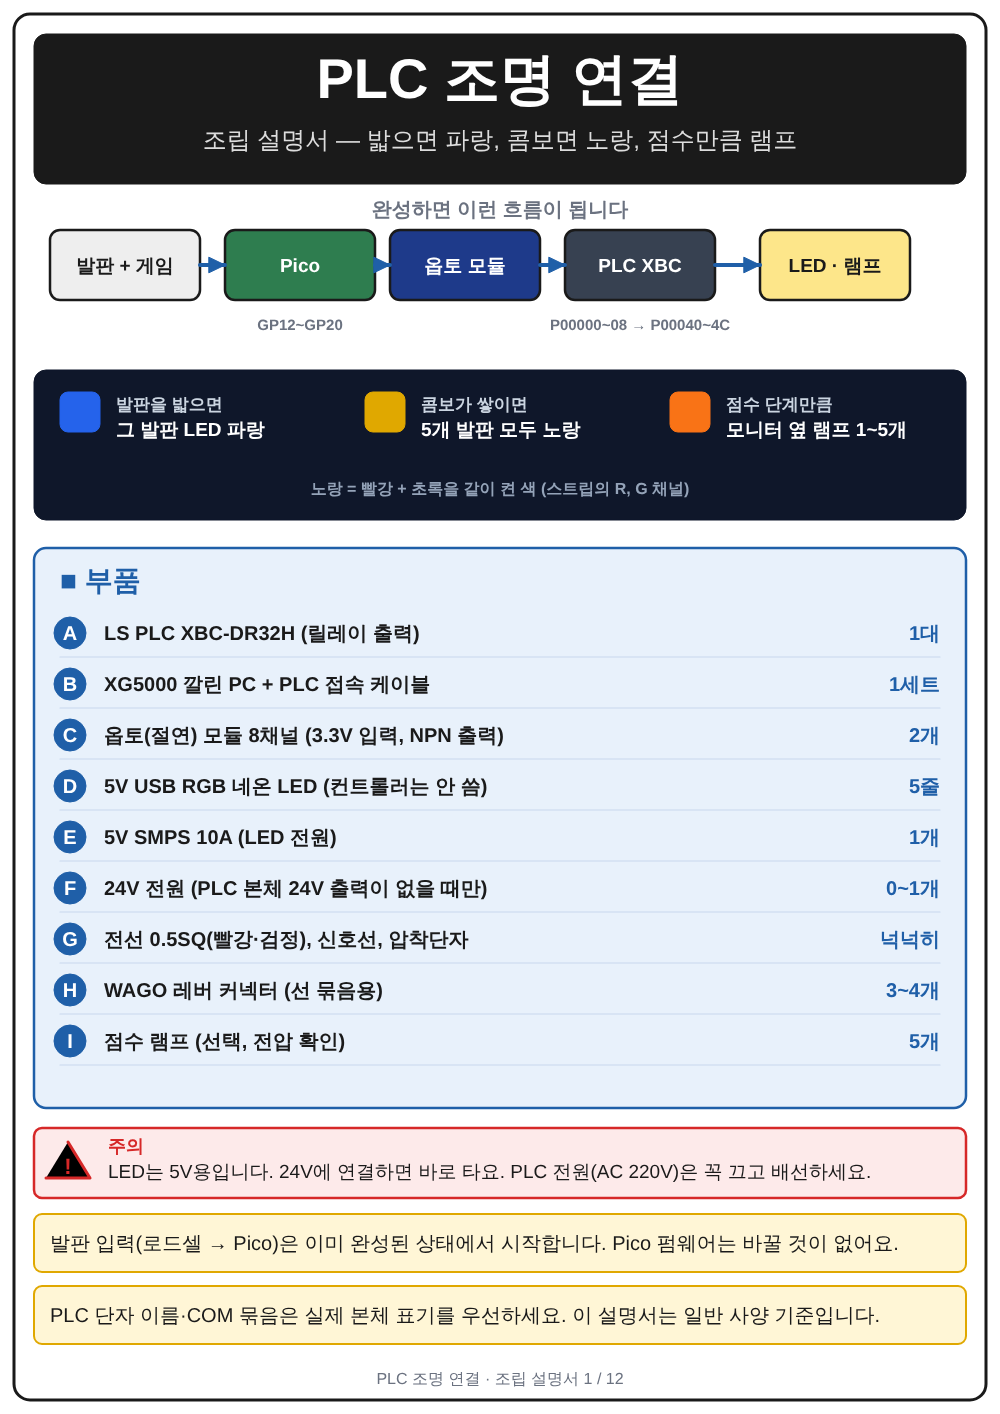 PLC 조명 연결
조립 설명서 — 밟으면 파랑, 콤보면 노랑, 점수만큼 램프
완성하면 이런 흐름이 됩니다
발판 + 게임
Pico
옵토 모듈
PLC XBC
LED · 램프
GP12~GP20
P00000~08 → P00040~4C
발판을 밟으면
그 발판 LED 파랑
콤보가 쌓이면
5개 발판 모두 노랑
점수 단계만큼
모니터 옆 램프 1~5개
노랑 = 빨강 + 초록을 같이 켠 색 (스트립의 R, G 채널)
■ 부품
A LS PLC XBC-DR32H (릴레이 출력) 1대
B XG5000 깔린 PC + PLC 접속 케이블 1세트
C 옵토(절연) 모듈 8채널 (3.3V 입력, NPN 출력) 2개
D 5V USB RGB 네온 LED (컨트롤러는 안 씀) 5줄
E 5V SMPS 10A (LED 전원) 1개
F 24V 전원 (PLC 본체 24V 출력이 없을 때만) 0~1개
G 전선 0.5SQ(빨강·검정), 신호선, 압착단자 넉넉히
H WAGO 레버 커넥터 (선 묶음용) 3~4개
I 점수 램프 (선택, 전압 확인) 5개
주의
! LED는 5V용입니다. 24V에 연결하면 바로 타요. PLC 전원(AC 220V)은 꼭 끄고 배선하세요.
발판 입력(로드셀 → Pico)은 이미 완성된 상태에서 시작합니다. Pico 펌웨어는 바꿀 것이 없어요.
PLC 단자 이름·COM 묶음은 실제 본체 표기를 우선하세요. 이 설명서는 일반 사양 기준입니다.
PLC 조명 연결 · 조립 설명서 1 / 12